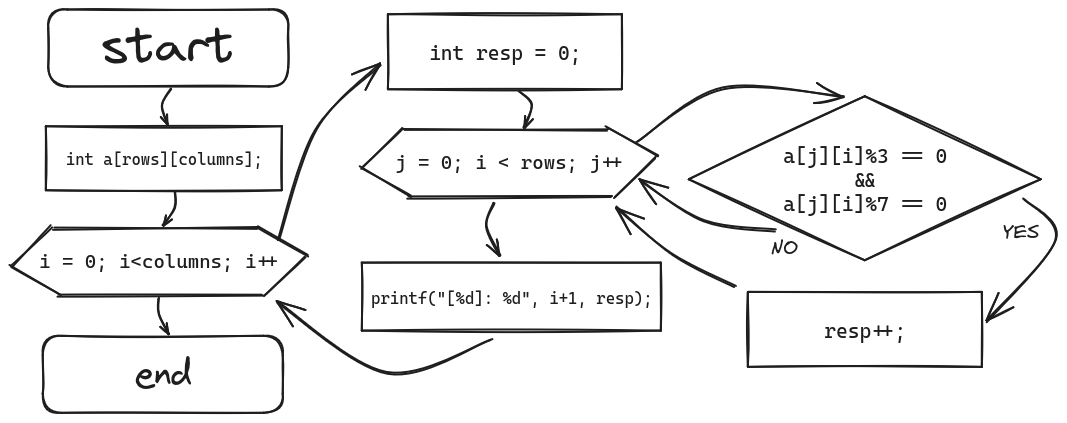 start
int a[rows][columns];
i = 0; i<columns; i++
end
int resp = 0;
j = 0; i < rows; j++
printf("[%d]: %d", i+1, resp);
a[j][i]%3 == 0
&&
a[j][i]%7 == 0
NO
YES
resp++;